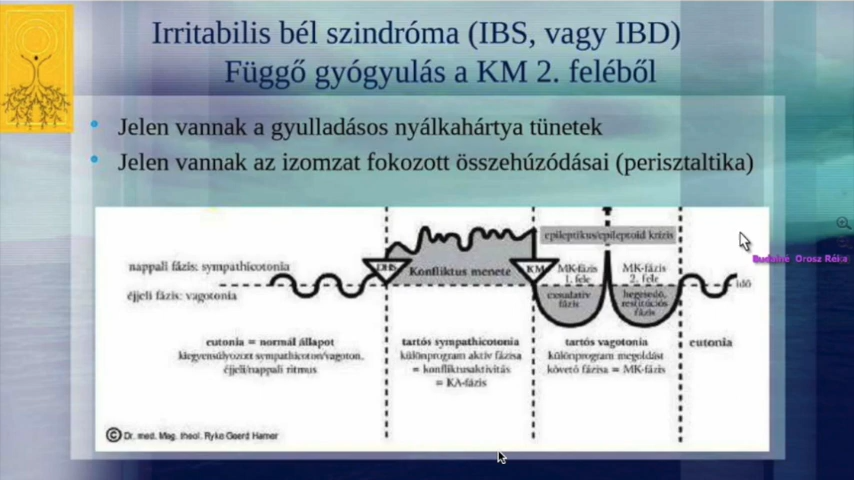 Irritabilis bél szindróma (IBS, vagy IBD)
Függő gyógyulás a KM 2. feléből
Jelen vannak a gyulladásos nyálkahártya tünetek
Jelen vannak az izomzat fokozott összehúzódásai (perisztaltika)
epileptikus/epileptoid krízis
nappali fázis: sympathicotonia
DHS
Konfliktus menete
KM
MK-fázis
1. fele
MK-fázis
2. fele
éjjeli fázis: vagotonia
exsudatív
fázis
hegesedő,
restitúciós
fázis
idő
Budainé Orosz Réka
eutonia = normál állapot
kiegyensúlyozott sympathicoton/vagoton,
éjjeli/nappali ritmus
tartós sympathicotonia
különprogram aktív fázisa
= konfliktusaktivitás
= KA-fázis
tartós vagotonia
különprogram megoldást
követő fázisa = MK-fázis
eutonia
© Dr. med. Mag. theol. Ryke Geerd Hamer